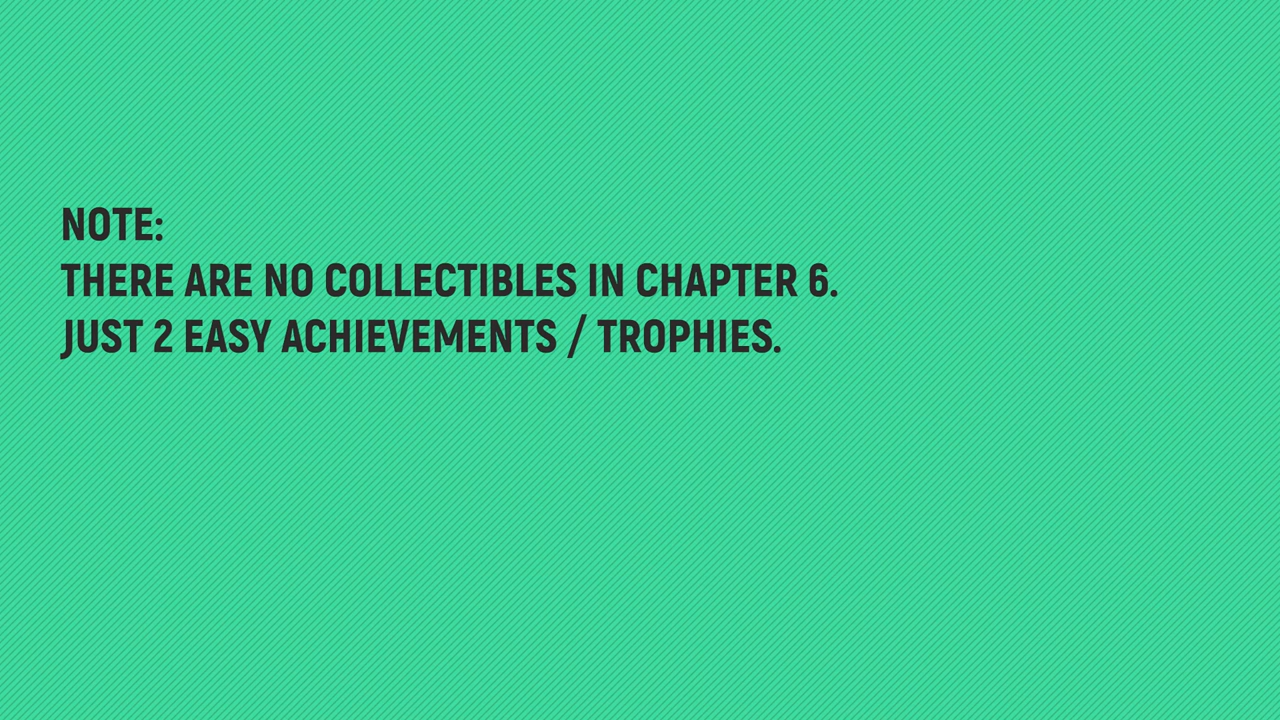 NOTE:
THERE ARE NO COLLECTIBLES IN CHAPTER 6.
JUST 2 EASY ACHIEVEMENTS / TROPHIES.